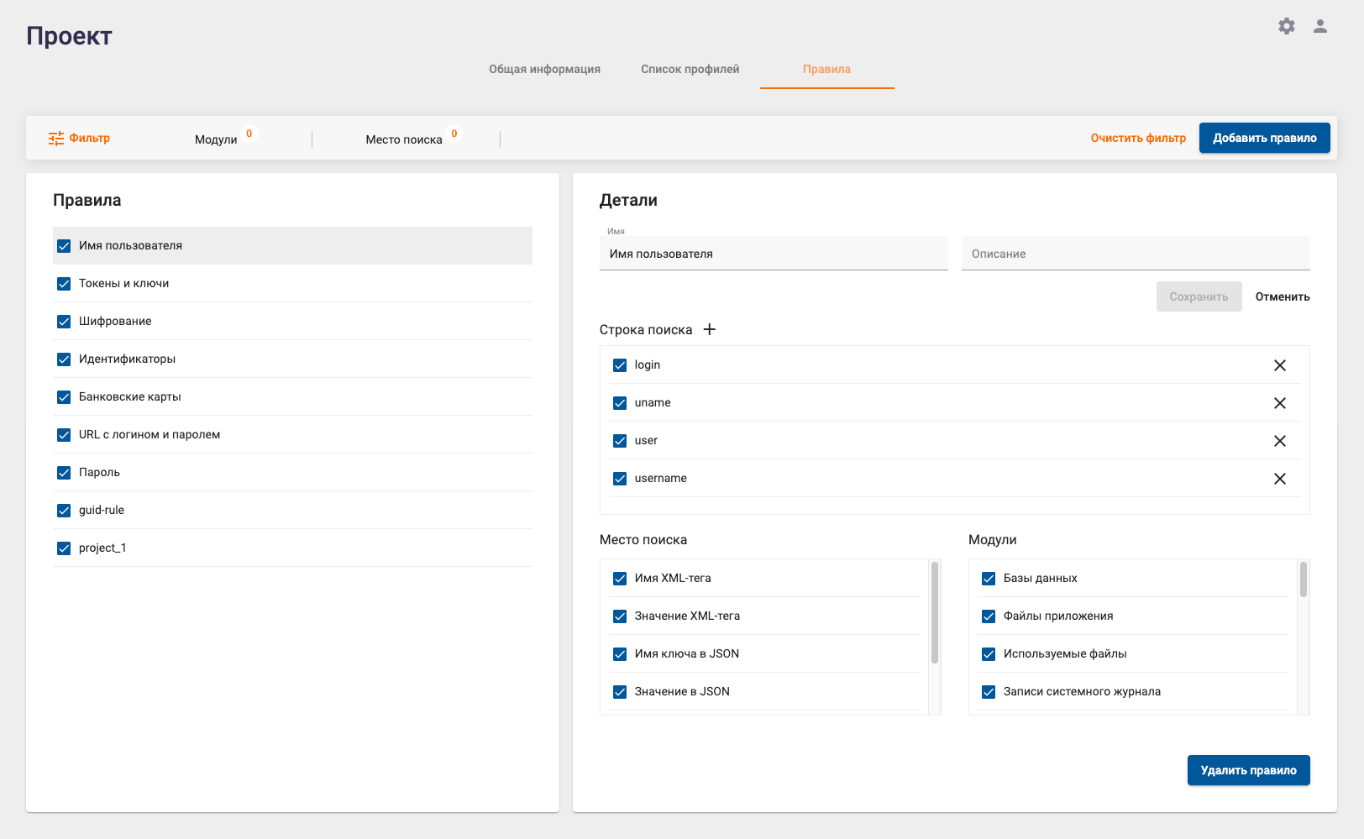 Проект
Общая информация
Список профилей
Правила
Фильтр
Модули 0
Место поиска 0
Очистить фильтр
Добавить правило
Правила
Имя пользователя
Токены и ключи
Шифрование
Идентификаторы
Банковские карты
URL с логином и паролем
Пароль
guid-rule
project_1
Детали
Имя
Имя пользователя
Описание
Сохранить
Отменить
Строка поиска
login
uname
user
username
Место поиска
Имя XML-тега
Значение XML-тега
Имя ключа в JSON
Значение в JSON
Модули
Базы данных
Файлы приложения
Используемые файлы
Записи системного журнала
Удалить правило